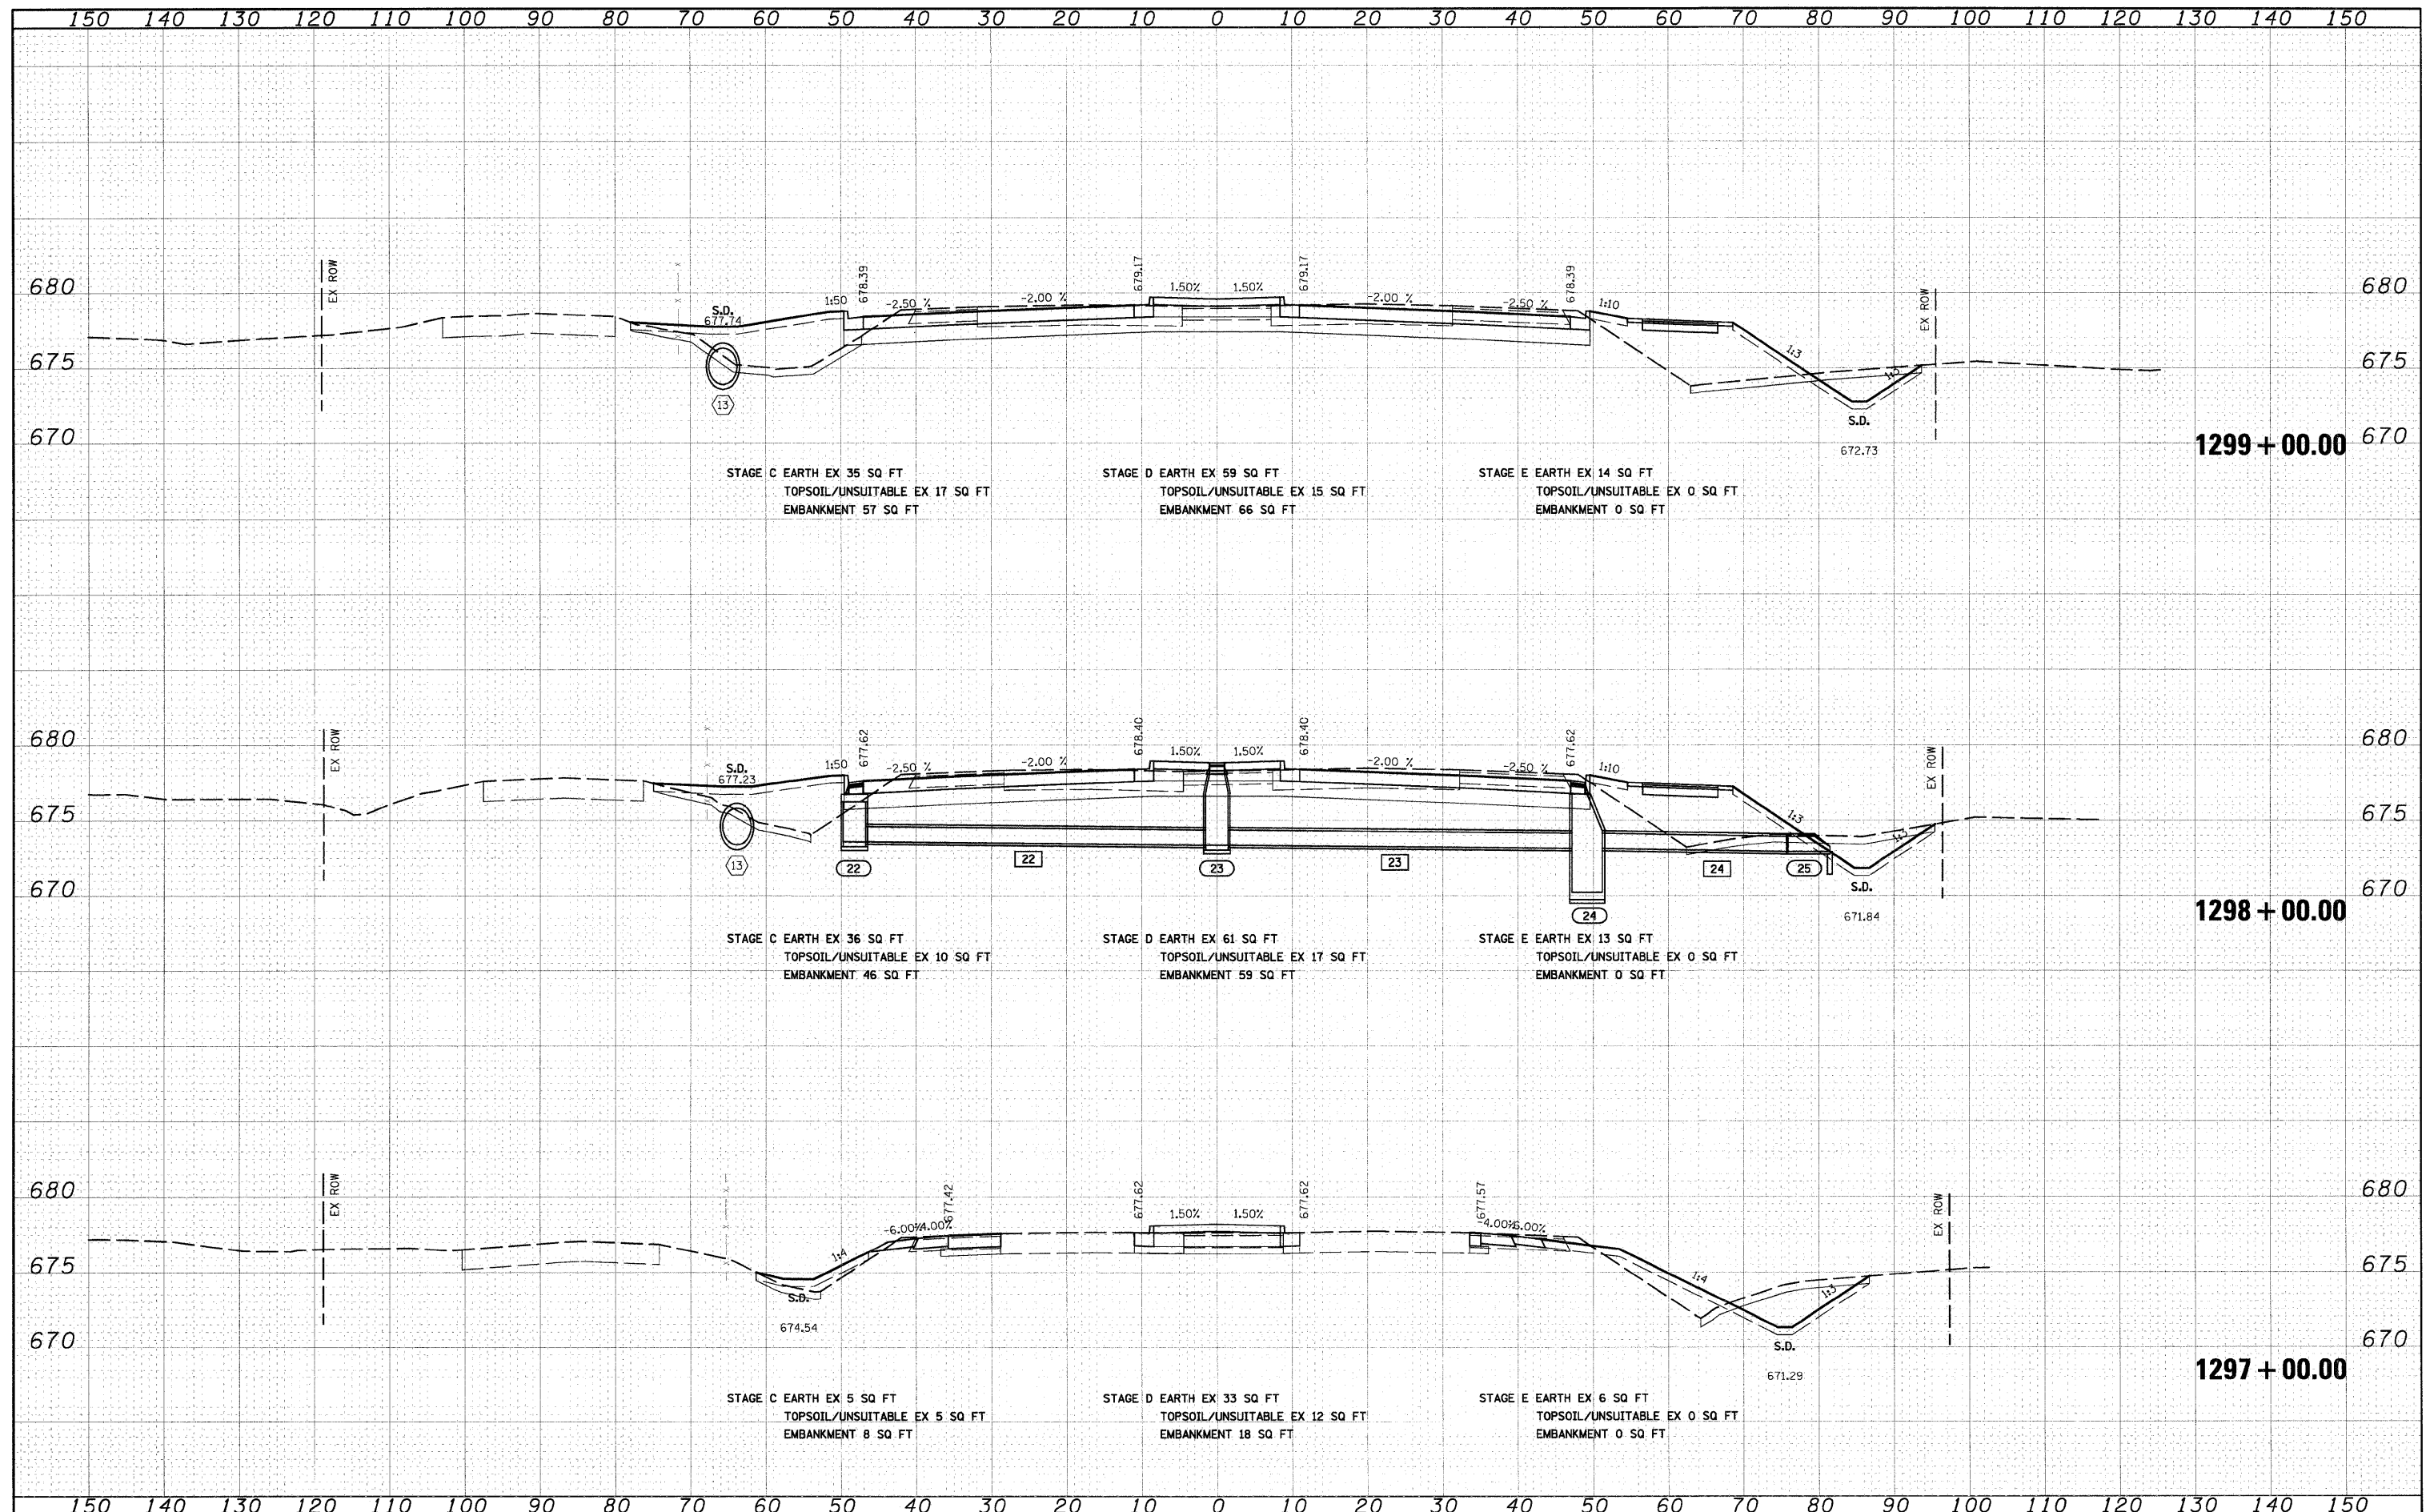 150 140 130 120 110 100 90 80 70 60 50 40 30 20 10 0 10 20 30 40 50 60 70 80 90 100 110 120 130 140 150
EX ROW
680 S.D. 677.74 1:50 678.39 -2.50 % -2.00 % 679.17 1.50% 1.50% 679.17 -2.00 % -2.50 % 678.39 1:10 EX ROW 680
675 1:3 1:3 675
13
670 S.D. 670
672.73
1299+00.00
STAGE C EARTH EX 35 SQ FT
TOPSOIL/UNSUITABLE EX 17 SQ FT
EMBANKMENT 57 SQ FT
STAGE D EARTH EX 59 SQ FT
TOPSOIL/UNSUITABLE EX 15 SQ FT
EMBANKMENT 66 SQ FT
STAGE E EARTH EX 14 SQ FT
TOPSOIL/UNSUITABLE EX 0 SQ FT
EMBANKMENT 0 SQ FT
EX ROW
680 S.D. 677.23 1:50 677.62 -2.50 % -2.00 % 678.40 1.50% 1.50% 678.40 -2.00 % -2.50 % 677.62 1:10 EX ROW 680
675 1:3 1:3 675
13 22 22 23 23 24 25
670 S.D. 670
24
671.84
1298+00.00
STAGE C EARTH EX 36 SQ FT
TOPSOIL/UNSUITABLE EX 10 SQ FT
EMBANKMENT 46 SQ FT
STAGE D EARTH EX 61 SQ FT
TOPSOIL/UNSUITABLE EX 17 SQ FT
EMBANKMENT 59 SQ FT
STAGE E EARTH EX 13 SQ FT
TOPSOIL/UNSUITABLE EX 0 SQ FT
EMBANKMENT 0 SQ FT
EX ROW
680 677.42 677.62 1.50% 1.50% 677.62 677.57 EX ROW 680
-6.00% -4.00% -4.00% -6.00%
675 1:4 1:4 1:3 675
S.D.
674.54
670 S.D. 670
671.29
1297+00.00
STAGE C EARTH EX 5 SQ FT
TOPSOIL/UNSUITABLE EX 5 SQ FT
EMBANKMENT 8 SQ FT
STAGE D EARTH EX 33 SQ FT
TOPSOIL/UNSUITABLE EX 12 SQ FT
EMBANKMENT 18 SQ FT
STAGE E EARTH EX 6 SQ FT
TOPSOIL/UNSUITABLE EX 0 SQ FT
EMBANKMENT 0 SQ FT
150 140 130 120 110 100 90 80 70 60 50 40 30 20 10 0 10 20 30 40 50 60 70 80 90 100 110 120 130 140 150